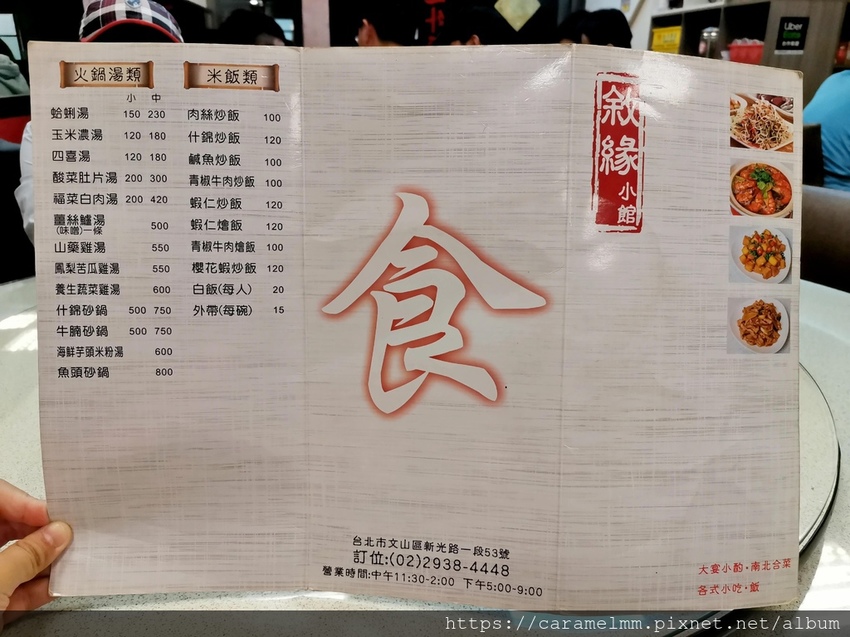 火鍋湯類
小 中
蛤蜊湯 150 230
玉米濃湯 120 180
四喜湯 120 180
酸菜肚片湯 200 300
福菜白肉湯 200 420
薑絲鱸湯 500
(味噌)一條
山藥雞湯 550
鳳梨苦瓜雞湯 550
養生蔬菜雞湯 600
什錦砂鍋 500 750
牛腩砂鍋 500 750
海鮮芋頭米粉湯 600
魚頭砂鍋 800
米飯類
肉絲炒飯 100
什錦炒飯 120
鹹魚炒飯 100
青椒牛肉炒飯 100
蝦仁炒飯 120
蝦仁燴飯 120
青椒牛肉燴飯 100
櫻花蝦炒飯 120
白飯(每人) 20
外帶(每碗) 15
食
台北市文山區新光路一段53號
訂位:(02)2938-4448
營業時間:中午11:30-2:00 下午5:00-9:00
敘緣
小館
大宴小酌·南北合菜
各式小吃·飯
Uber
https://caramelmm.pixnet.net/album